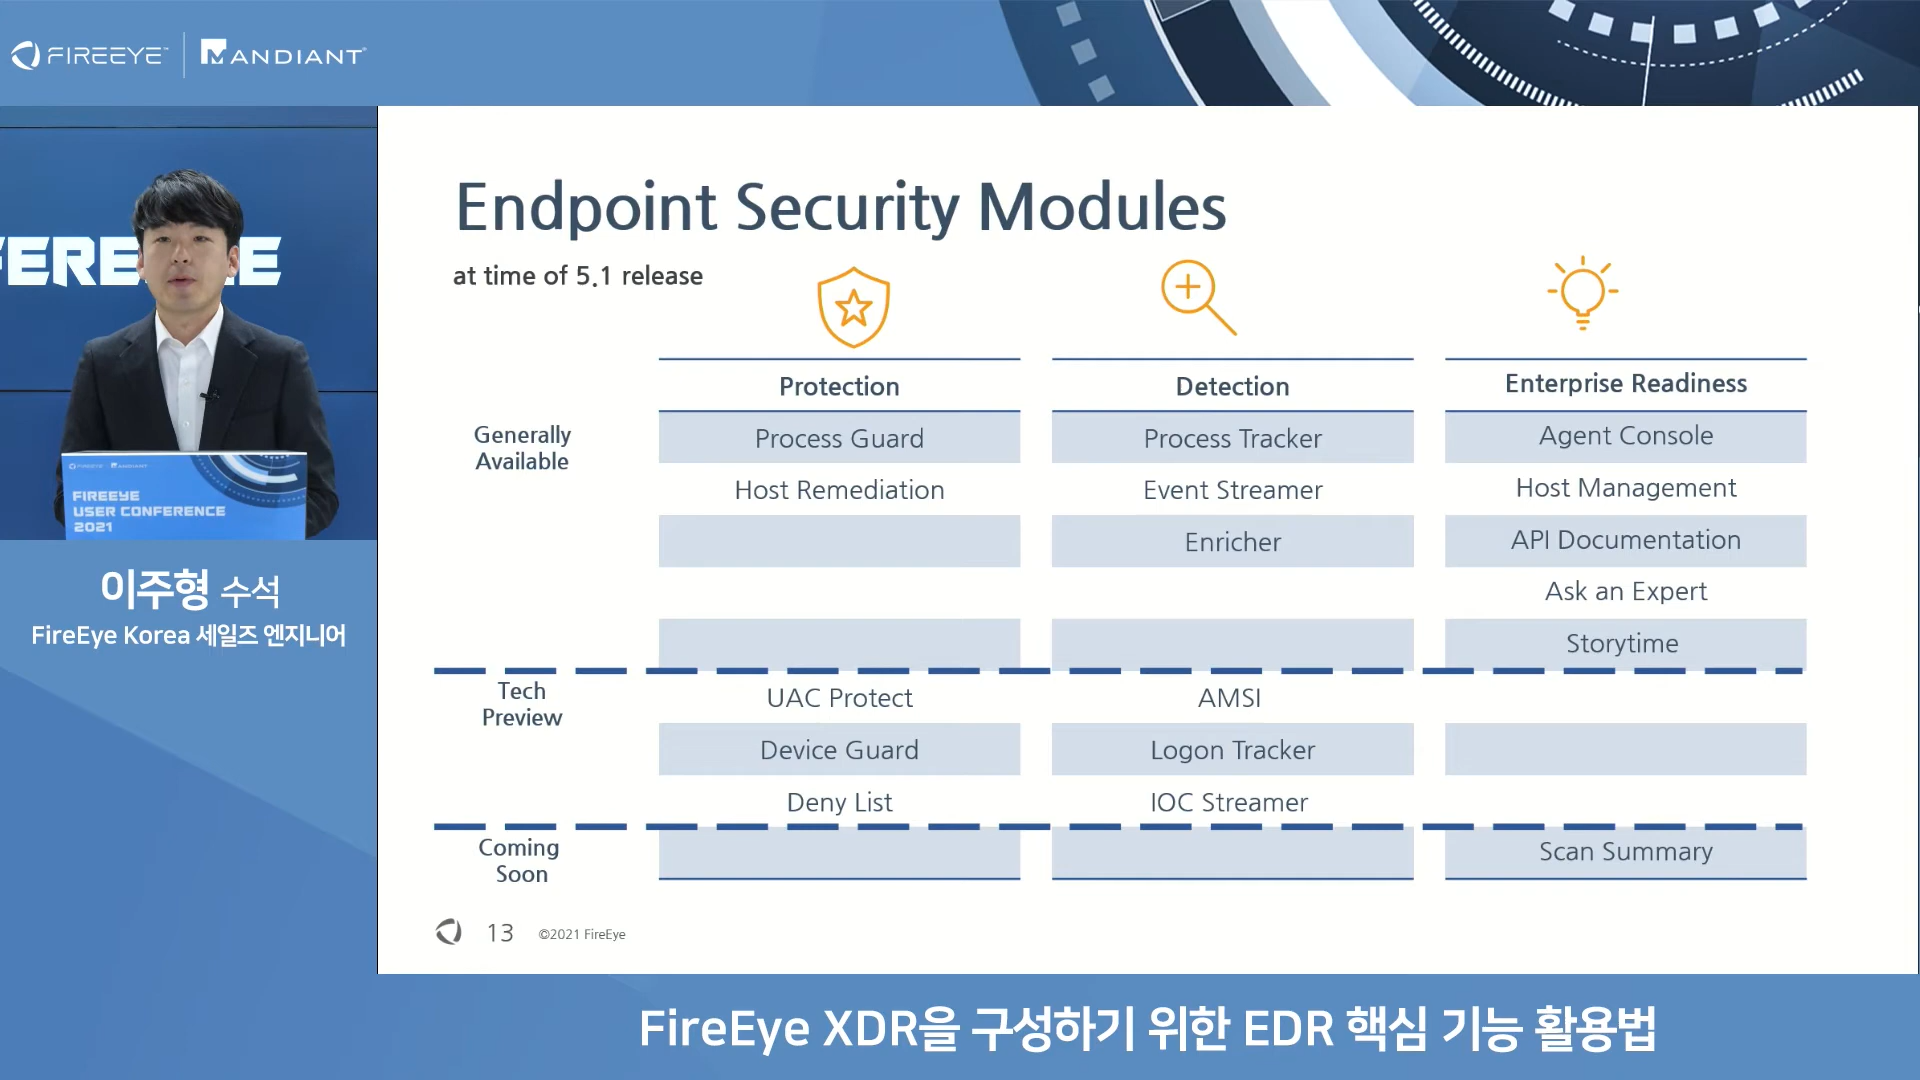 FIREEYE™ | MANDIANT®
FERE E
FIREEYE MANDIANT
FIREEYE
USER CONFERENCE
2021
이주형 수석
FireEye Korea 세일즈 엔지니어
Endpoint Security Modules
at time of 5.1 release
Protection Detection Enterprise Readiness
Generally
Available
Process Guard Process Tracker Agent Console
Host Remediation Event Streamer Host Management
Enricher API Documentation
Ask an Expert
Storytime
Tech
Preview
UAC Protect AMSI
Device Guard Logon Tracker
Deny List IOC Streamer
Coming
Soon
Scan Summary
13 ©2021 FireEye
FireEye XDR을 구성하기 위한 EDR 핵심 기능 활용법